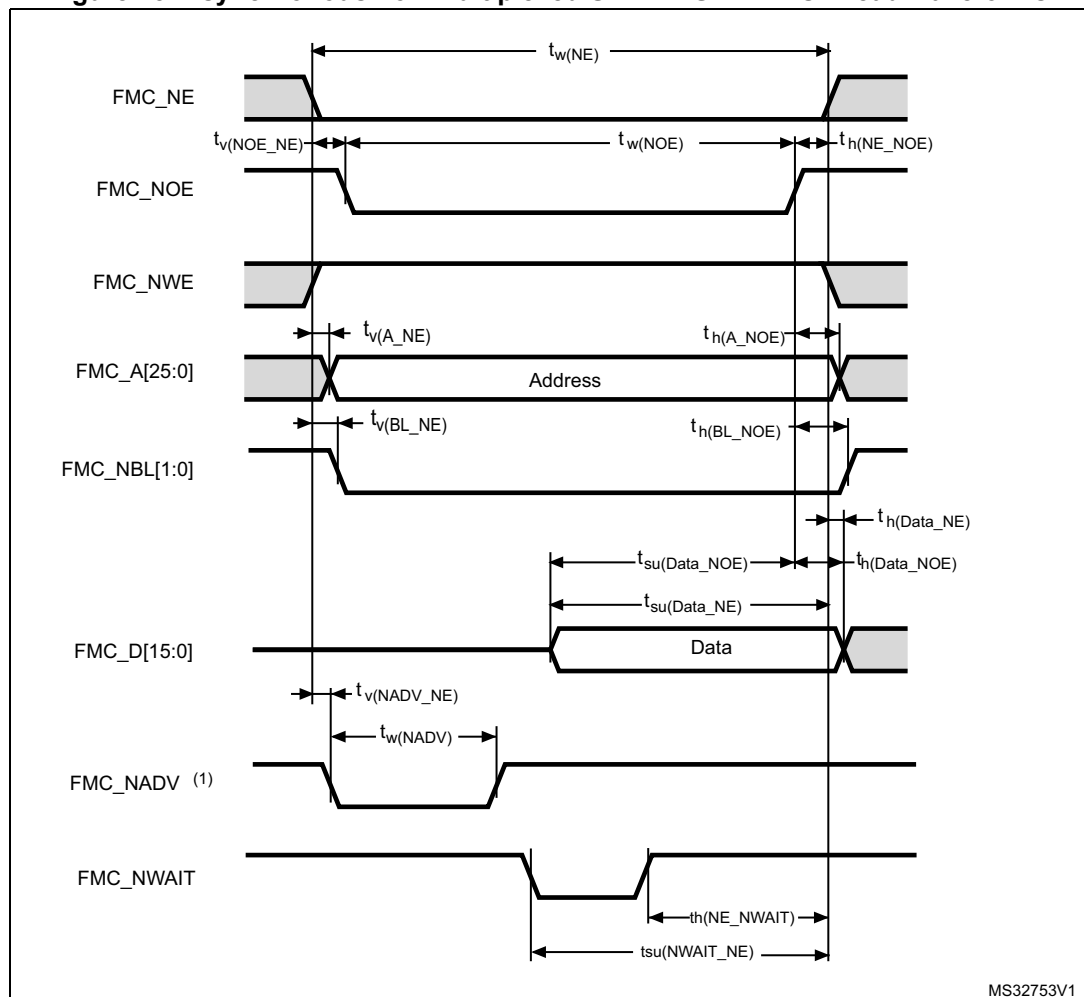 tw(NE)
FMC_NE
tv(NOE_NE)
tw(NOE)
th(NE_NOE)
FMC_NOE
FMC_NWE
tv(A_NE)
th(A_NOE)
FMC_A[25:0]
Address
tv(BL_NE)
th(BL_NOE)
FMC_NBL[1:0]
th(Data_NE)
tsu(Data_NOE)
th(Data_NOE)
tsu(Data_NE)
FMC_D[15:0]
Data
tv(NADV_NE)
tw(NADV)
FMC_NADV (1)
FMC_NWAIT
th(NE_NWAIT)
tsu(NWAIT_NE)
MS32753V1